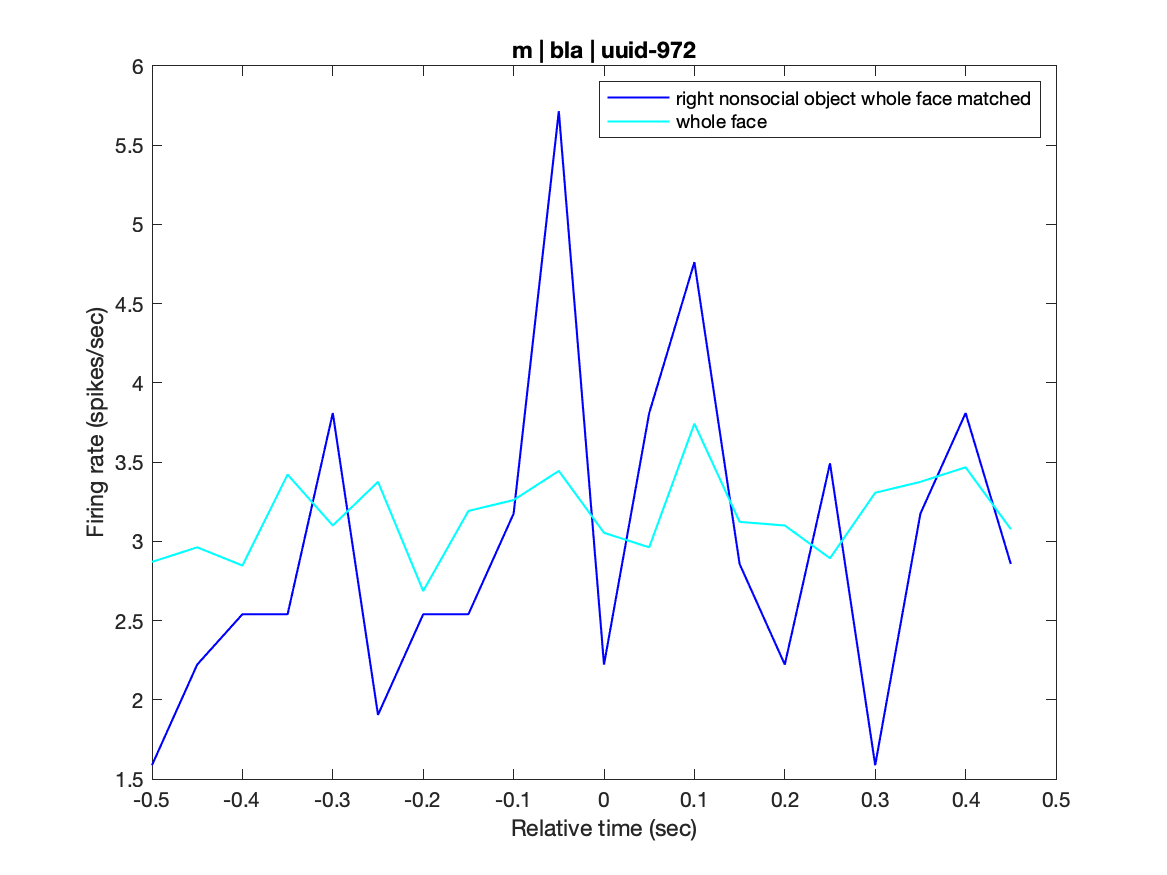 m | bla | uuid-972
right nonsocial object whole face matched
whole face
Firing rate (spikes/sec)
6
5.5
5
4.5
4
3.5
3
2.5
2
1.5
-0.5 -0.4 -0.3 -0.2 -0.1 0 0.1 0.2 0.3 0.4 0.5
Relative time (sec)